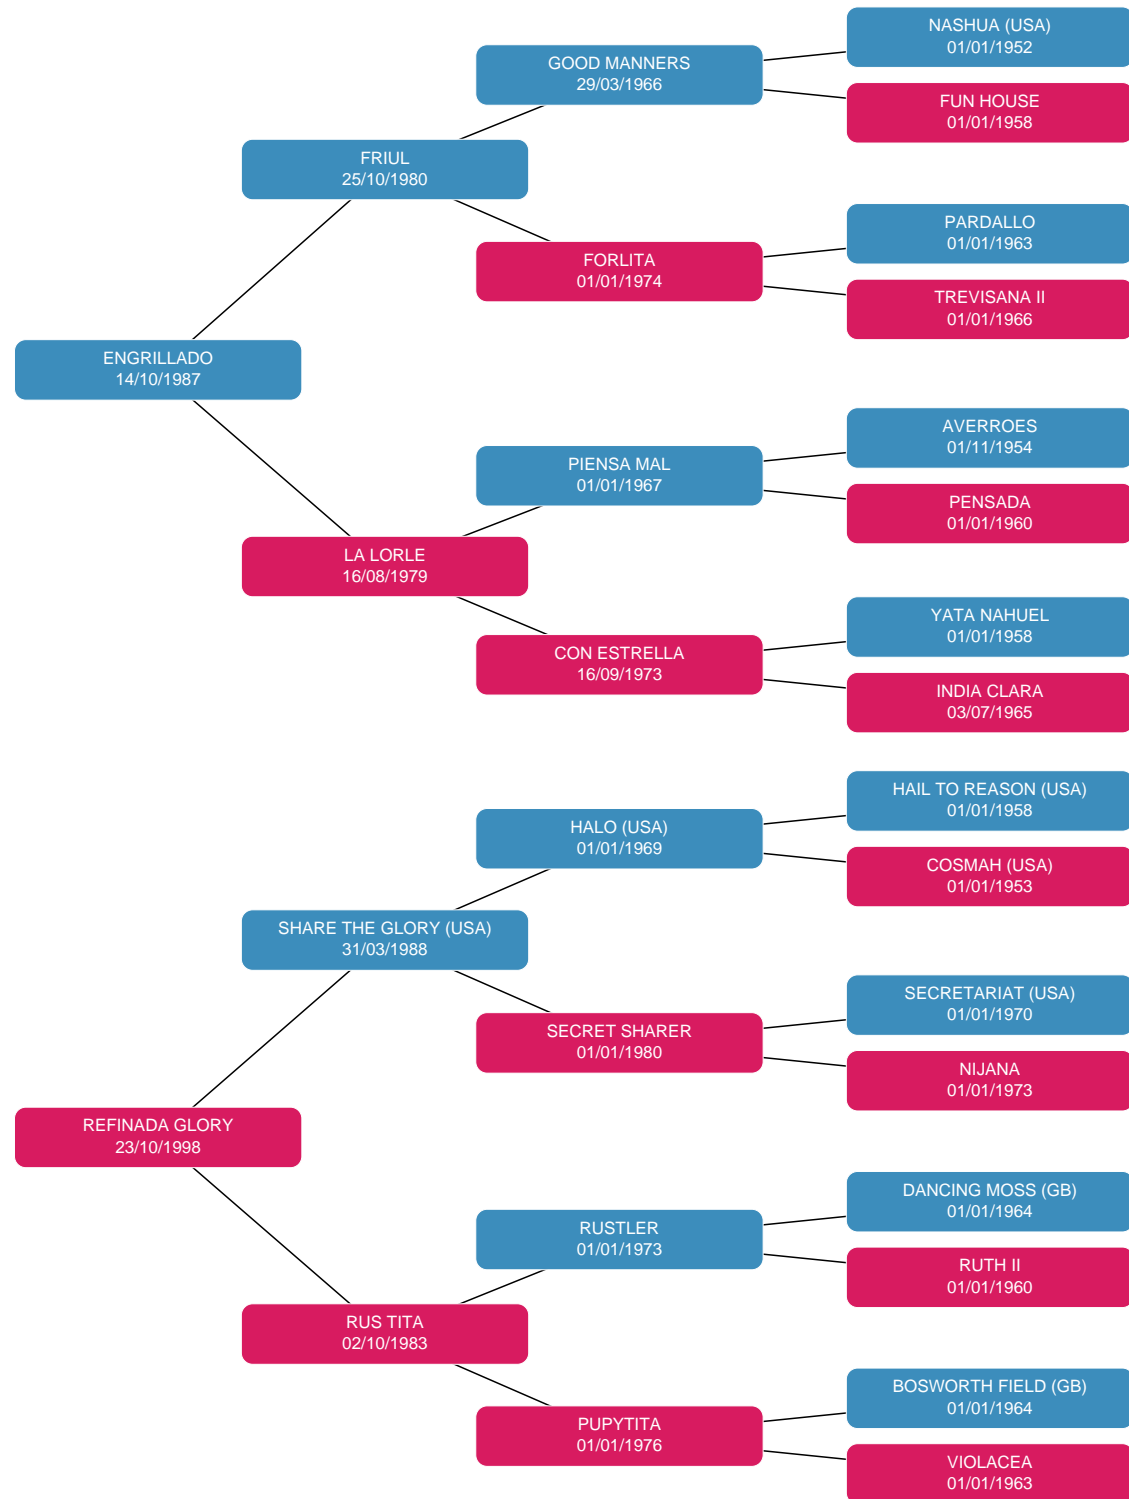 NASHUA (USA)
01/01/1952
GOOD MANNERS
29/03/1966
FUN HOUSE
01/01/1958
FRIUL
25/10/1980
PARDALLO
01/01/1963
FORLITA
01/01/1974
TREVISANA II
01/01/1966
ENGRILLADO
14/10/1987
AVERROES
01/11/1954
PIENSA MAL
01/01/1967
PENSADA
01/01/1960
LA LORLE
16/08/1979
YATA NAHUEL
01/01/1958
CON ESTRELLA
16/09/1973
INDIA CLARA
03/07/1965
HAIL TO REASON (USA)
01/01/1958
HALO (USA)
01/01/1969
COSMAH (USA)
01/01/1953
SHARE THE GLORY (USA)
31/03/1988
SECRETARIAT (USA)
01/01/1970
SECRET SHARER
01/01/1980
NIJANA
01/01/1973
REFINADA GLORY
23/10/1998
DANCING MOSS (GB)
01/01/1964
RUSTLER
01/01/1973
RUTH II
01/01/1960
RUS TITA
02/10/1983
BOSWORTH FIELD (GB)
01/01/1964
PUPYTITA
01/01/1976
VIOLACEA
01/01/1963